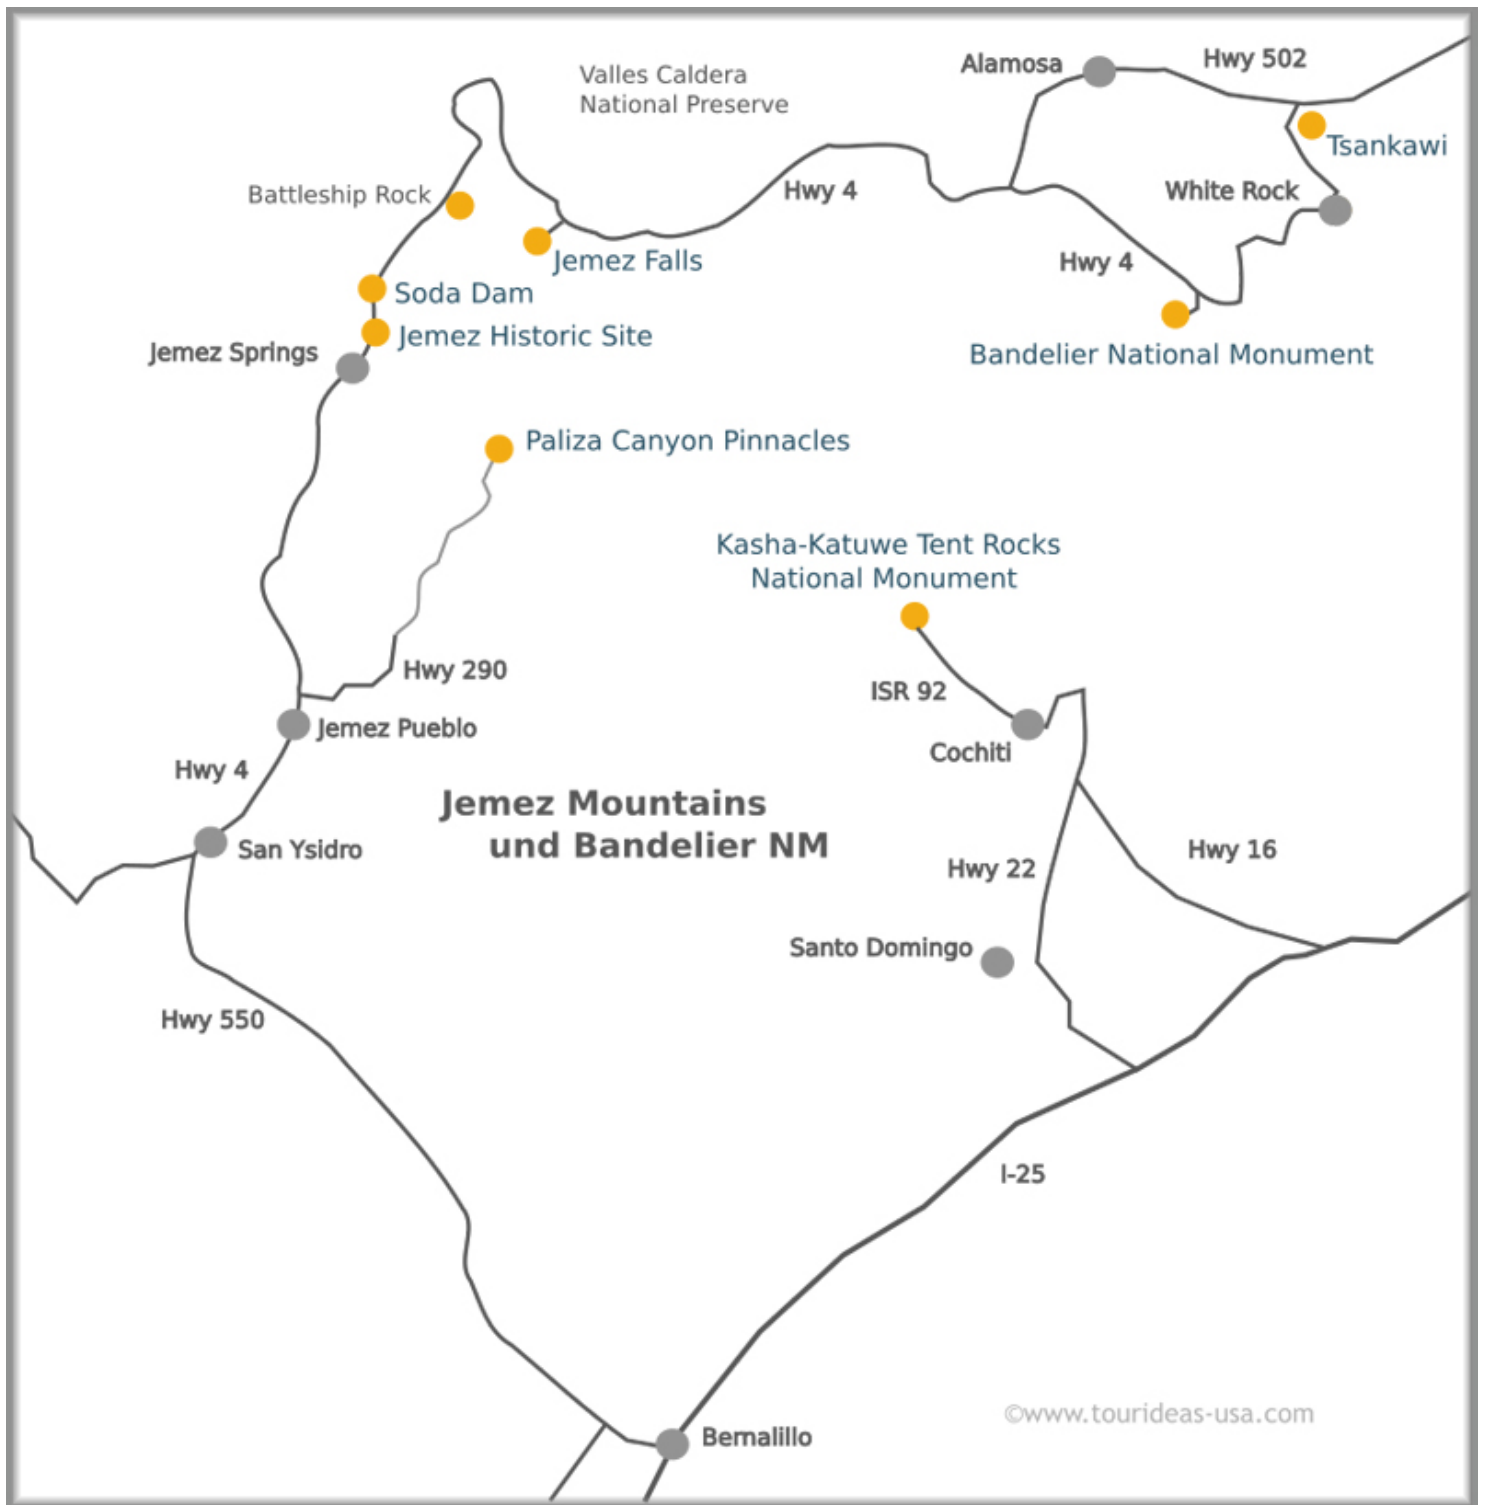 Valles Caldera
National Preserve
Alamosa
Hwy 502
Tsankawi
Battleship Rock
Hwy 4
White Rock
Jemez Falls
Hwy 4
Soda Dam
Jemez Historic Site
Jemez Springs
Bandelier National Monument
Paliza Canyon Pinnacles
Kasha-Katuwe Tent Rocks
National Monument
Hwy 290
ISR 92
Jemez Pueblo
Cochiti
Hwy 4
Jemez Mountains
und Bandelier NM
San Ysidro
Hwy 16
Hwy 22
Santo Domingo
Hwy 550
I-25
©www.tourideas-usa.com
Bernalillo